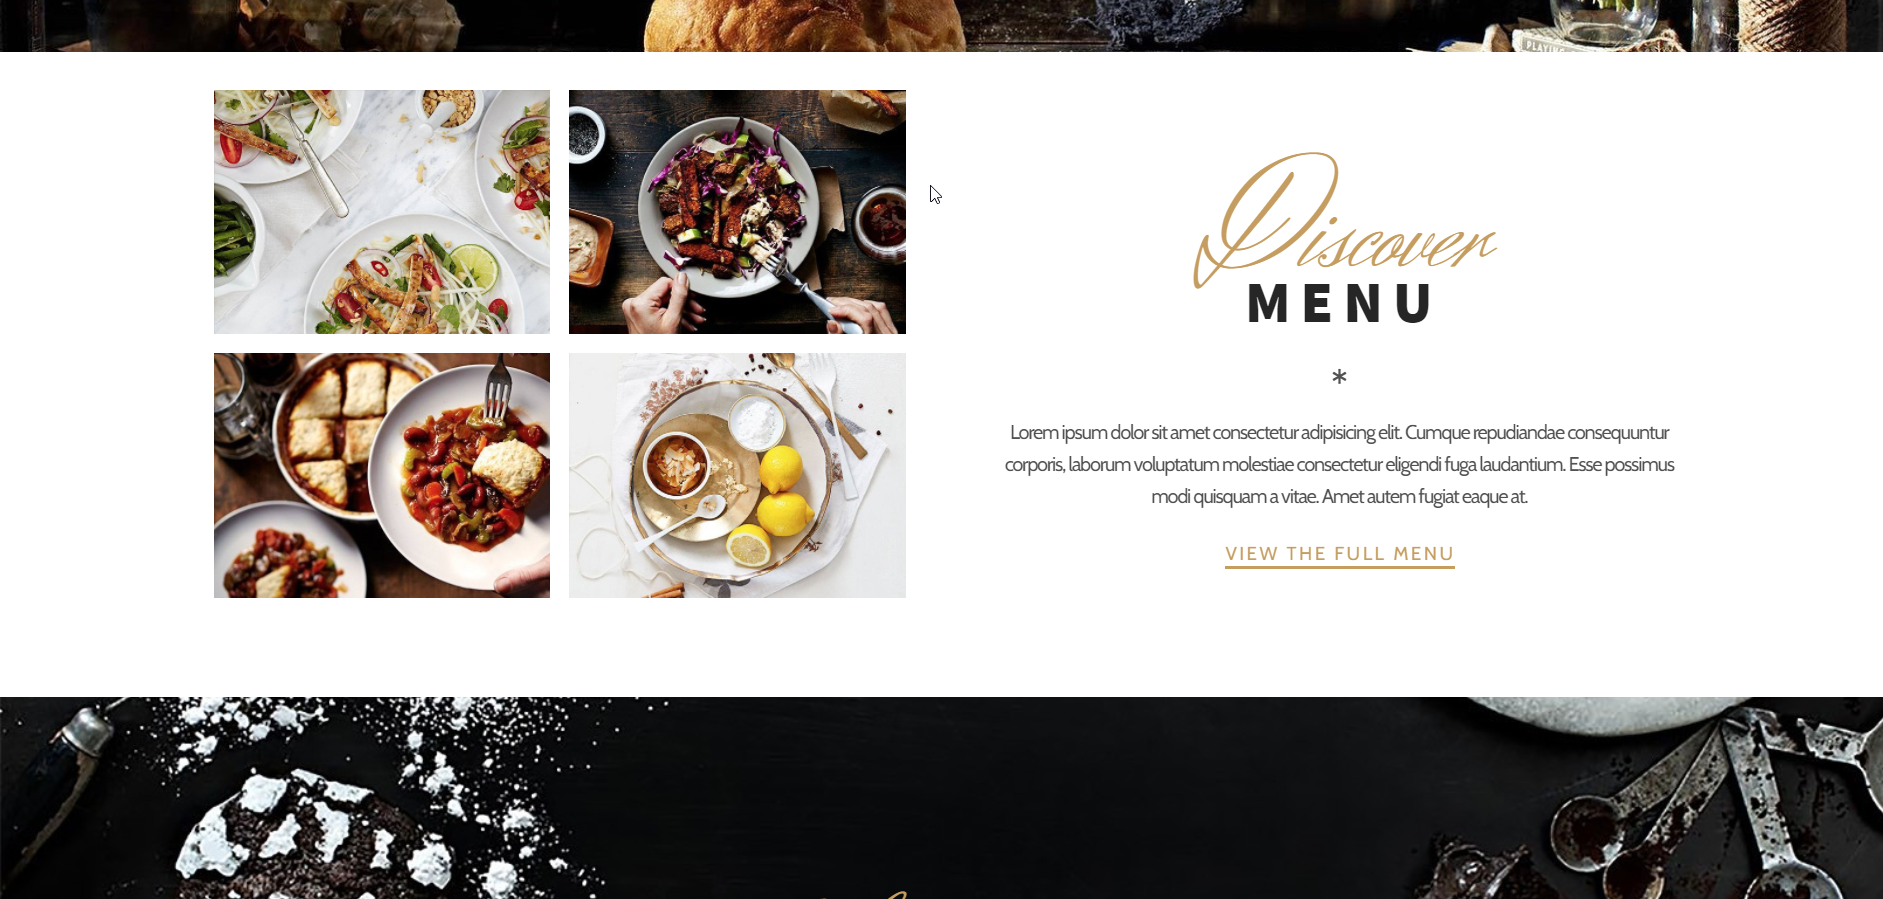 PLAYING
Discover
MENU
*
Lorem ipsum dolor sit amet consectetur adipisicing elit. Cumque repudiandae consequuntur
corporis, laborum voluptatum molestiae consectetur eligendi fuga laudantium. Esse possimus
modi quisquam a vitae. Amet autem fugiat eaque at.
VIEW THE FULL MENU